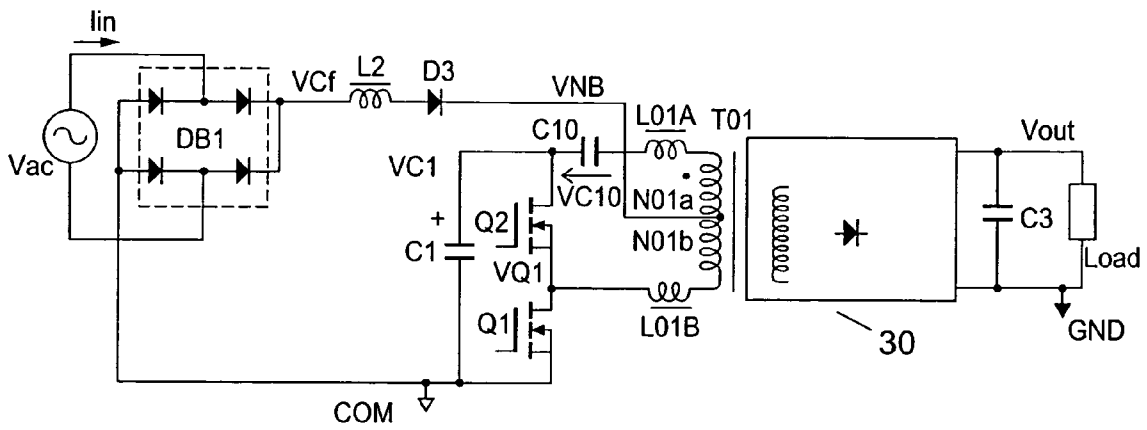 Iin
VCf
L2
D3
VNB
L01A
T01
C10
DB1
Vac
VC1
VC10
N01a
N01b
+
C1
Q2
VQ1
Q1
L01B
Vout
C3
Load
GND
30
COM